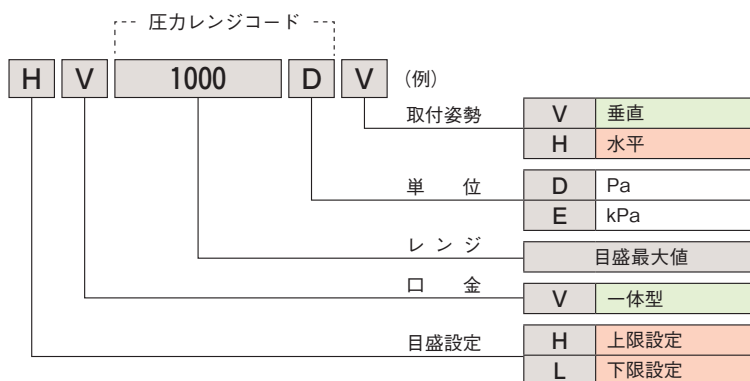 圧力レンジコード
H V 1000 D V (例)
取付姿勢 V 垂直
H 水平
単位 D Pa
E kPa
レンジ 目盛最大値
口金 V 一体型
目盛設定 H 上限設定
L 下限設定